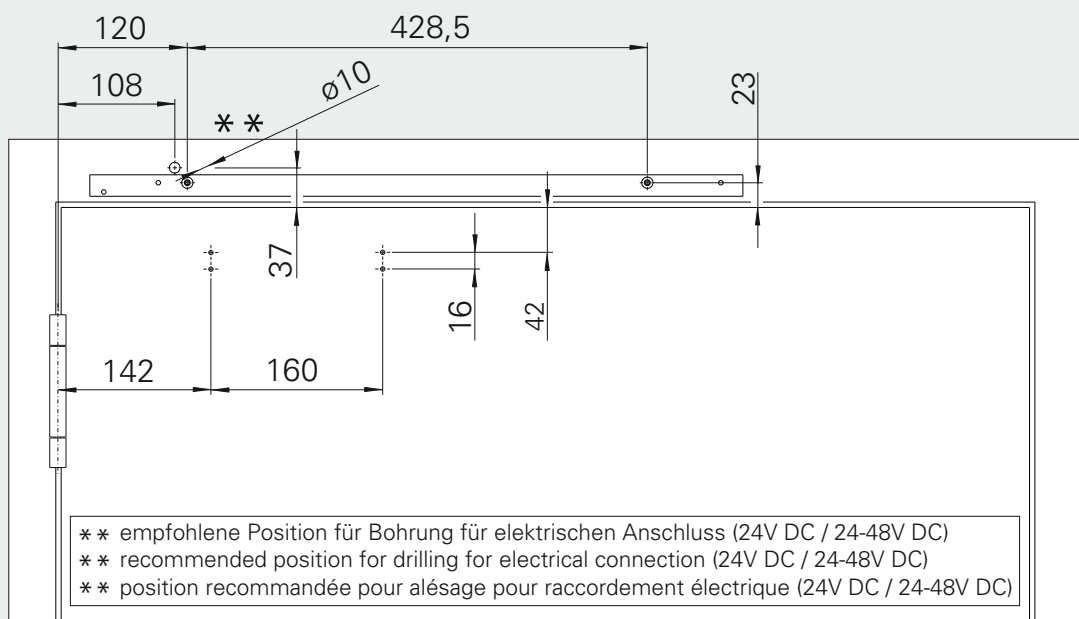 120
428,5
108
ø10
23
**
37
16
42
142
160
** empfohlene Position für Bohrung für elektrischen Anschluss (24V DC / 24-48V DC)
** recommended position for drilling for electrical connection (24V DC / 24-48V DC)
** position recommandée pour alésage pour raccordement électrique (24V DC / 24-48V DC)